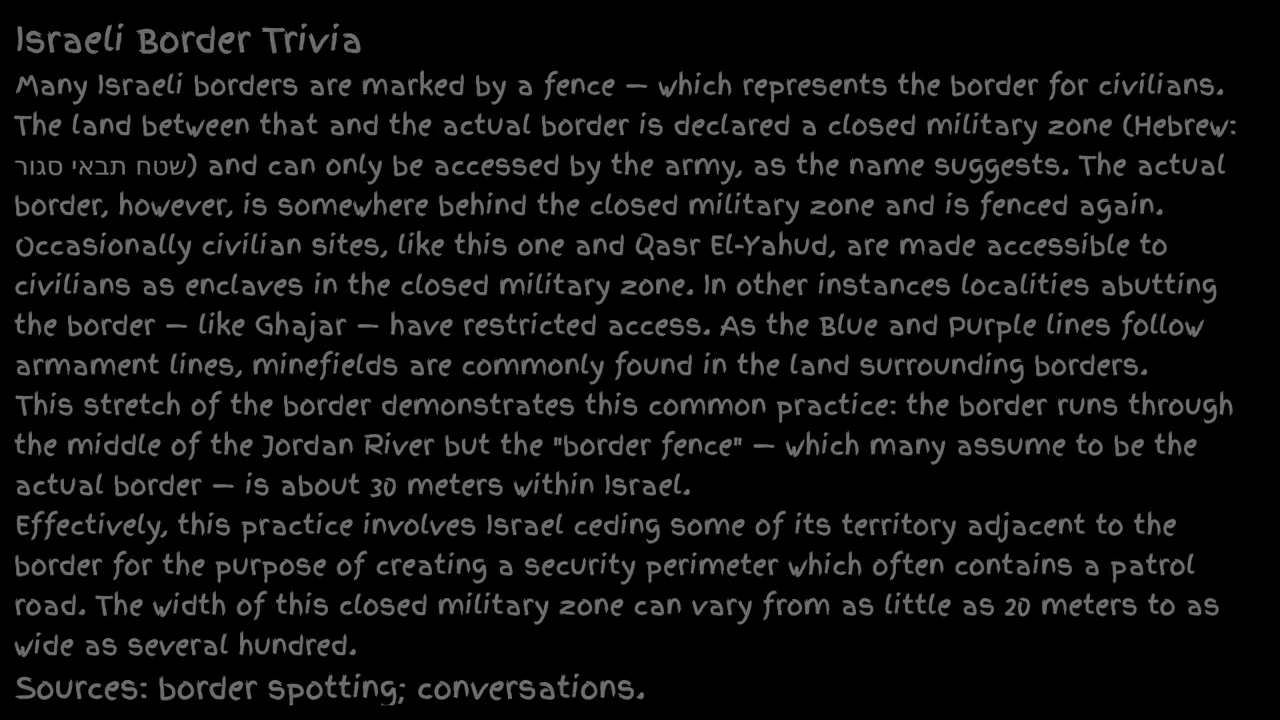 Israeli Border Trivia
Many Israeli borders are marked by a fence — which represents the border for civilians.
The land between that and the actual border is declared a closed military zone (Hebrew:
שטח תבאי סגור) and can only be accessed by the army, as the name suggests. The actual
border, however, is somewhere behind the closed military zone and is fenced again.
Occasionally civilian sites, like this one and Qasr El-Yahud, are made accessible to
civilians as enclaves in the closed military zone. In other instances localities abutting
the border — like Ghajar — have restricted access. As the Blue and Purple lines follow
armament lines, minefields are commonly found in the land surrounding borders.
This stretch of the border demonstrates this common practice: the border runs through
the middle of the Jordan River but the "border fence" — which many assume to be the
actual border — is about 30 meters within Israel.
Effectively, this practice involves Israel ceding some of its territory adjacent to the
border for the purpose of creating a security perimeter which often contains a patrol
road. The width of this closed military zone can vary from as little as 20 meters to as
wide as several hundred.
Sources: border spotting; conversations.